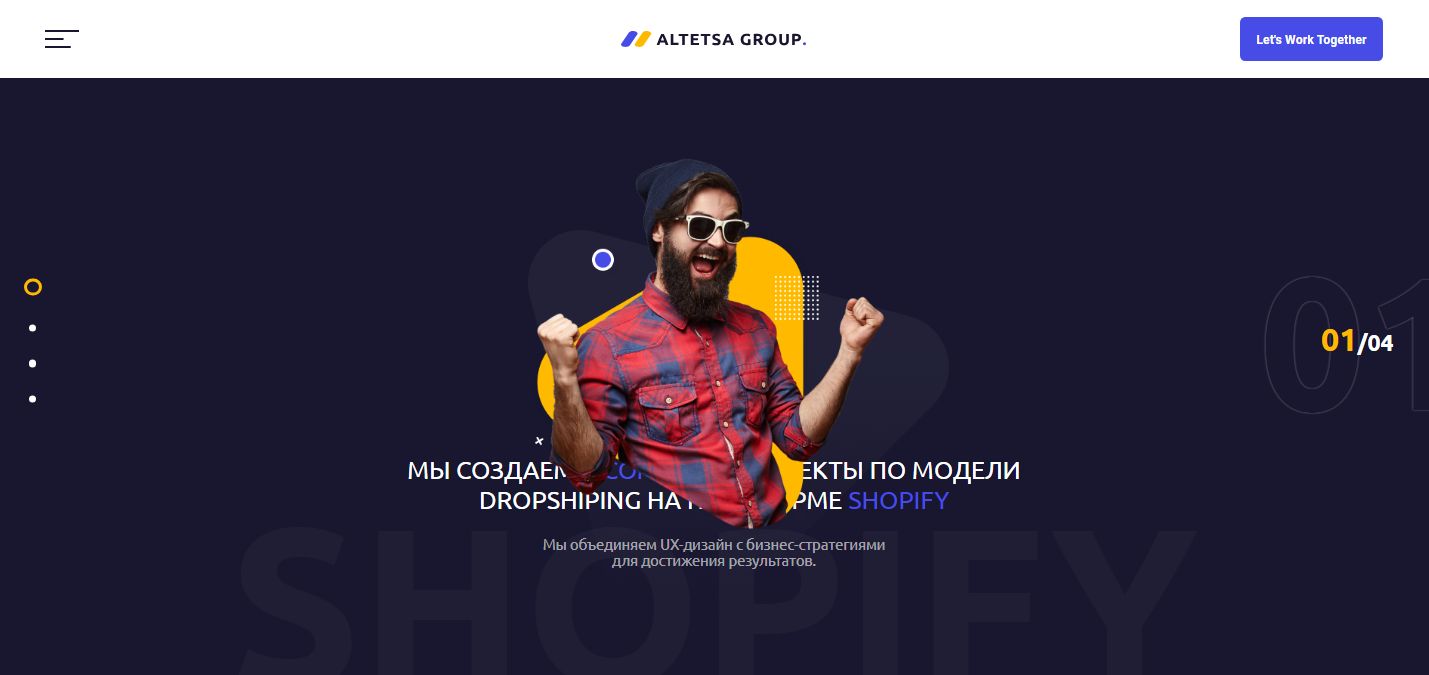 ALTETSA GROUP.
Let's Work Together
МЫ СОЗДАЕМ ЕКТЫ ПО МОДЕЛИ
DROPSHIPING НА SHOPIFY
Мы объединяем UX-дизайн с бизнес-стратегиями
для достижения результатов.
01/04
01
SHOPIFY